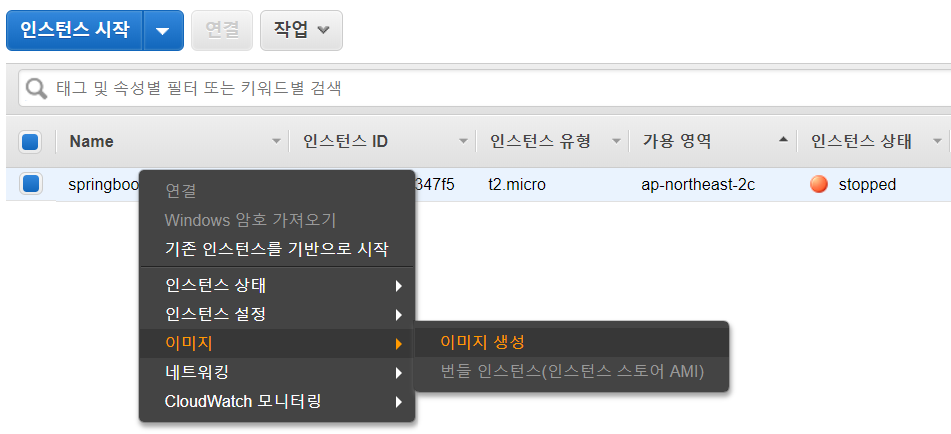 인스턴스 시작 연결 작업
태그 및 속성별 필터 또는 키워드별 검색
Name 인스턴스 ID 인스턴스 유형 가용 영역 인스턴스 상태
springboo 347f5 t2.micro ap-northeast-2c stopped
연결
Windows 암호 가져오기
기존 인스턴스를 기반으로 시작
인스턴스 상태
인스턴스 설정
이미지 이미지 생성
네트워킹 번들 인스턴스(인스턴스 스토어 AMI)
CloudWatch 모니터링